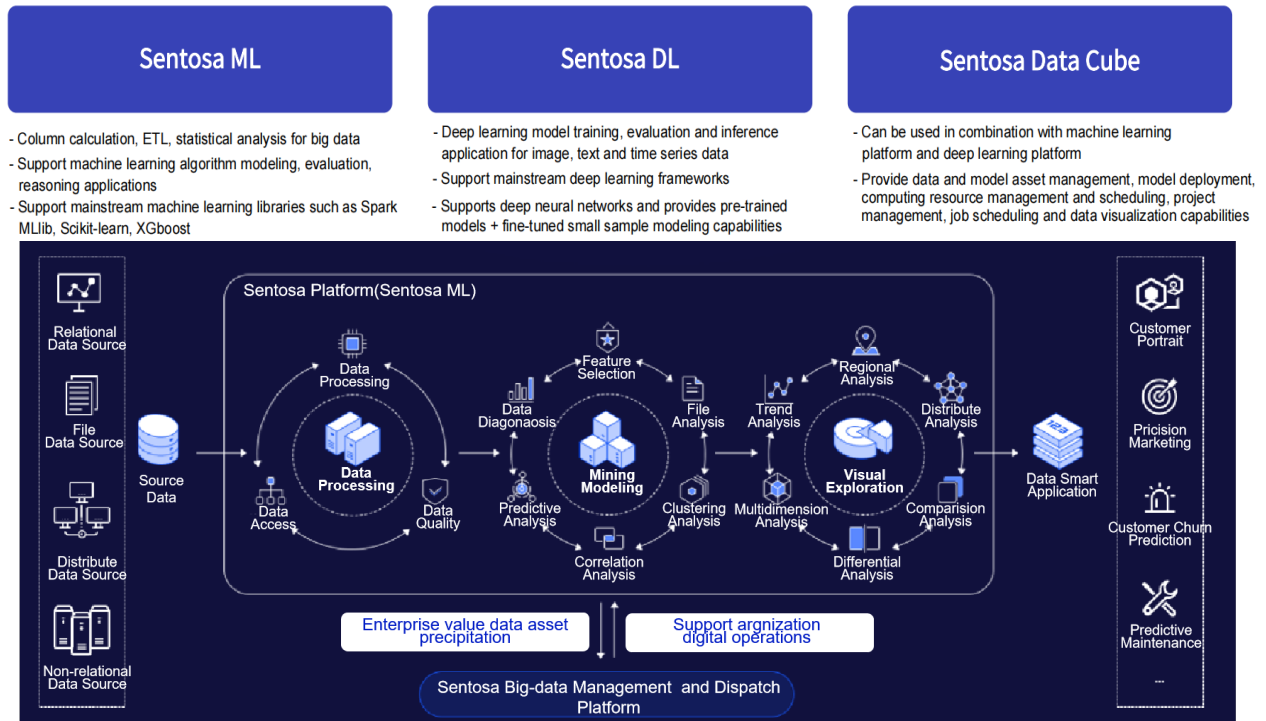 Sentosa ML
- Column calculation, ETL, statistical analysis for big data
- Support machine learning algorithm modeling, evaluation,
reasoning applications
- Support mainstream machine learning libraries such as Spark
MLlib, Scikit-learn, XGboost
Sentosa DL
- Deep learning model training, evaluation and inference
application for image, text and time series data
- Support mainstream deep learning frameworks
- Supports deep neural networks and provides pre-trained
models + fine-tuned small sample modeling capabilities
Sentosa Data Cube
- Can be used in combination with machine learning
platform and deep learning platform
- Provide data and model asset management, model deployment,
computing resource management and scheduling, project
management, job scheduling and data visualization capabilities
Relational
Data Source
File
Data Source
Distribute
Data Source
Non-relational
Data Source
Source
Data
Sentosa Platform(Sentosa ML)
Data
Processing
Data
Processing
Data
Access
Data
Quality
Feature
Selection
Data
Diagonaosis
File
Analysis
Mining
Modeling
Predictive
Analysis
Clustering
Analysis
Correlation
Analysis
Regional
Analysis
Trend
Analysis
Distribute
Analysis
Visual
Exploration
Multidimension
Analysis
Comparision
Analysis
Differential
Analysis
123
Data Smart
Application
Customer
Portrait
Pricision
Marketing
Customer Churn
Prediction
Predictive
Maintenance
...
Enterprise value data asset
precipitation
Support argnization
digital operations
Sentosa Big-data Management and Dispatch
Platform